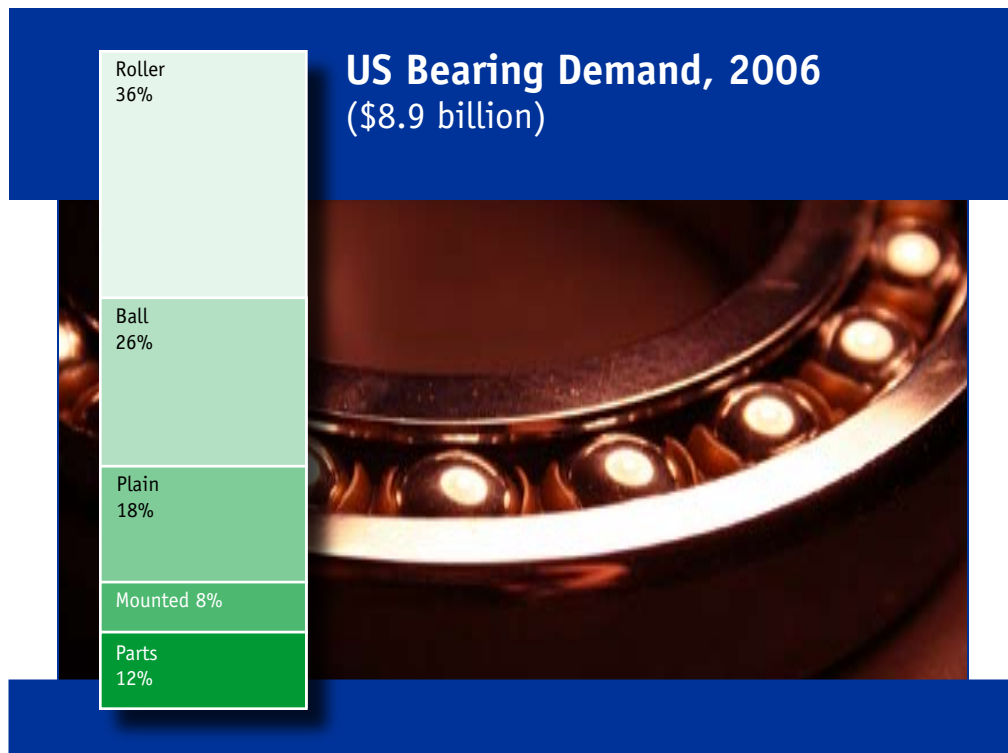 US Bearing Demand, 2006
($8.9 billion)
Roller
36%
Ball
26%
Plain
18%
Mounted 8%
Parts
12%